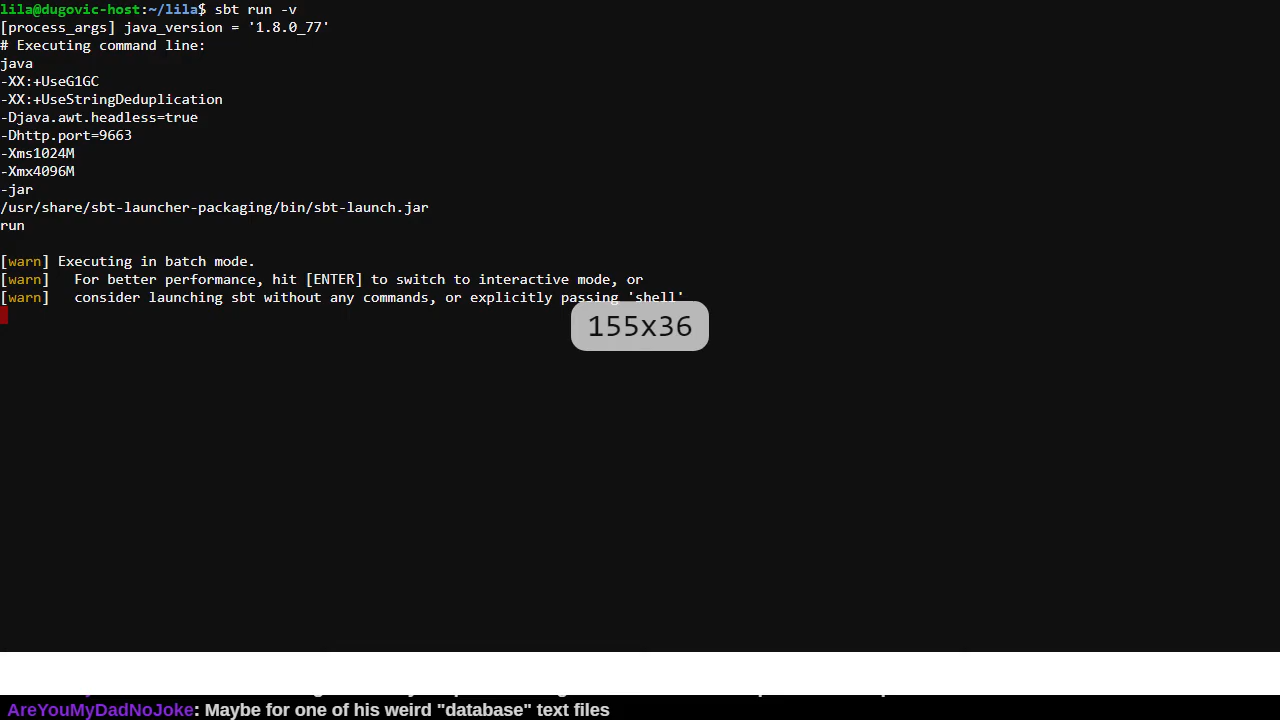 lila@dugovic-host:~/lila$ sbt run -v
[process_args] java_version = '1.8.0_77'
# Executing command line:
java
-XX:+UseG1GC
-XX:+UseStringDeduplication
-Djava.awt.headless=true
-Dhttp.port=9663
-Xms1024M
-Xmx4096M
-jar
/usr/share/sbt-launcher-packaging/bin/sbt-launch.jar
run
[warn] Executing in batch mode.
[warn]   For better performance, hit [ENTER] to switch to interactive mode, or
[warn]   consider launching sbt without any commands, or explicitly passing 'shell'
155x36
AreYouMyDadNoJoke: Maybe for one of his weird "database" text files